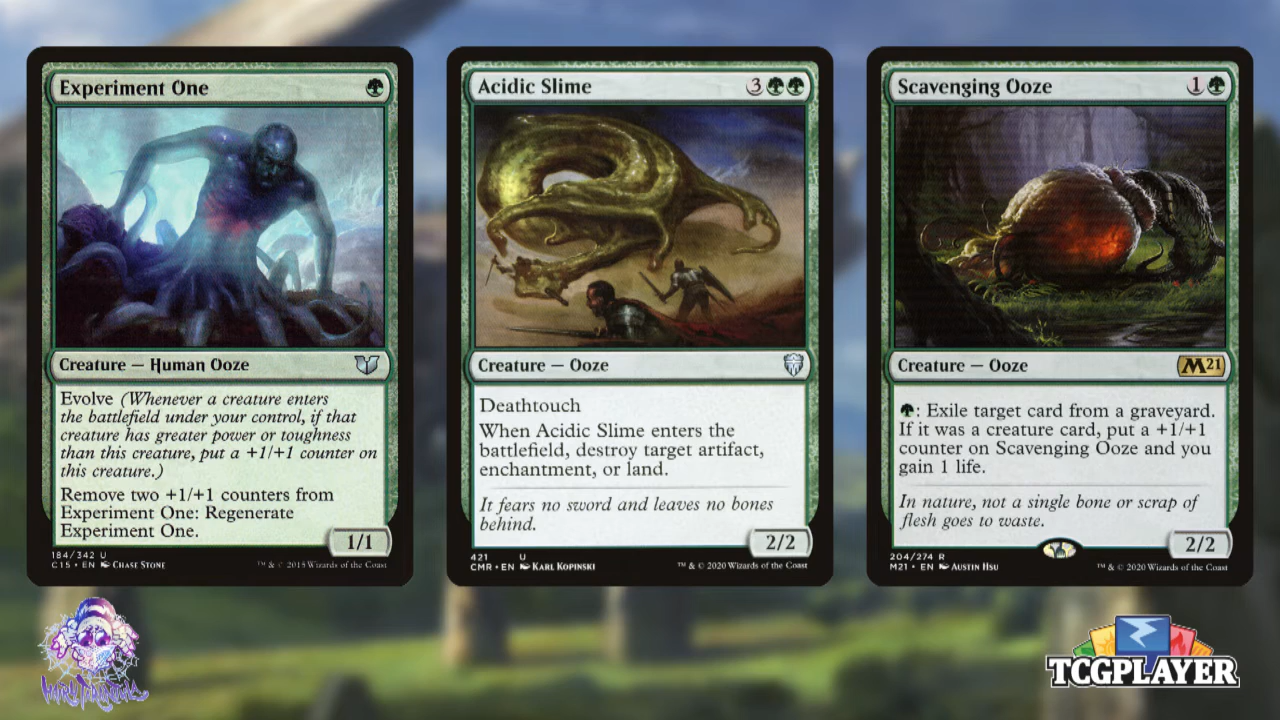 Experiment One
Creature — Human Ooze
Evolve (Whenever a creature enters
the battlefield under your control, if that
creature has greater power or toughness
than this creature, put a +1/+1 counter on
this creature.)
Remove two +1/+1 counters from
Experiment One: Regenerate
Experiment One.
1/1
184/342 U
C15 • EN Chase Stone
™ & © 2015 Wizards of the Coast
Acidic Slime
3
Creature — Ooze
Deathtouch
When Acidic Slime enters the
battlefield, destroy target artifact,
enchantment, or land.
It fears no sword and leaves no bones
behind.
2/2
421 U
CMR • EN Karl Kopinski
™ & © 2020 Wizards of the Coast
Scavenging Ooze
1
Creature — Ooze
M21
: Exile target card from a graveyard.
If it was a creature card, put a +1/+1
counter on Scavenging Ooze and you
gain 1 life.
In nature, not a single bone or scrap of
flesh goes to waste.
2/2
204/274 R
M21 • EN Austin Hsu
™ & © 2020 Wizards of the Coast
TCGPLAYER